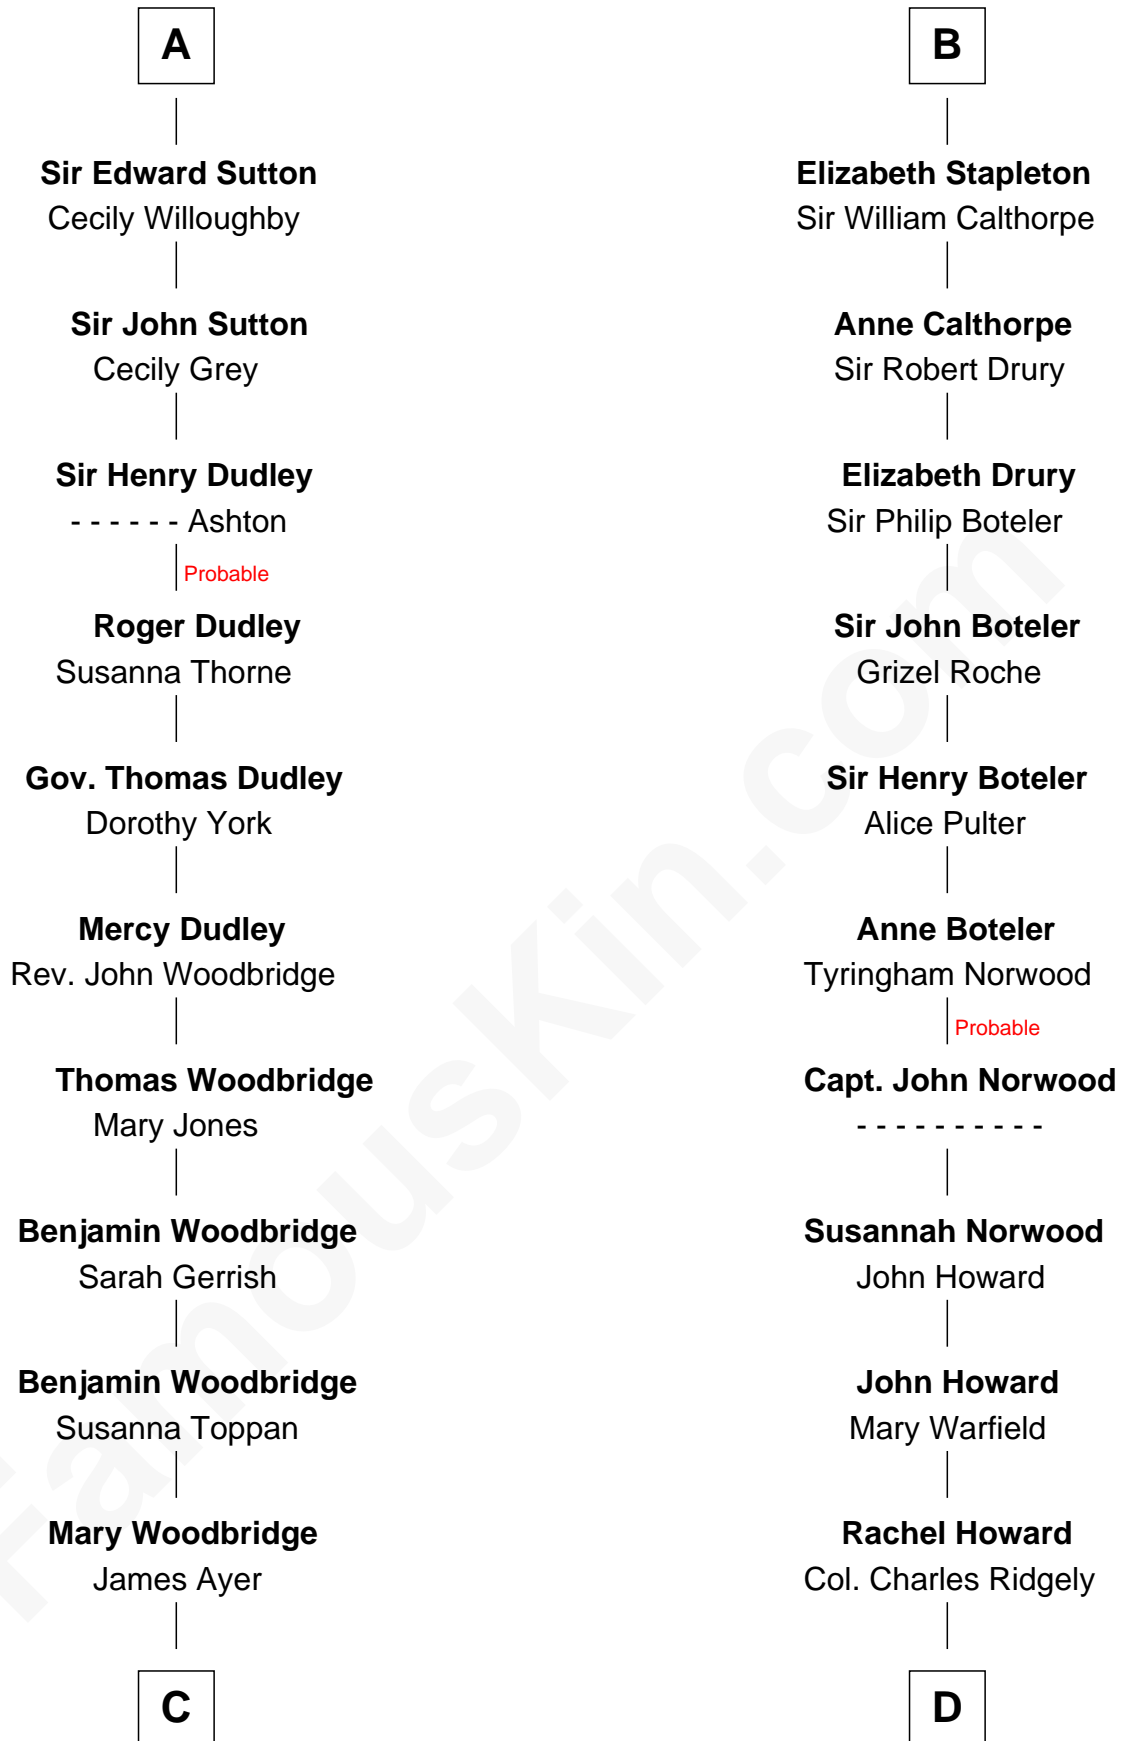 A
Sir Edward Sutton
Cecily Willoughby
Sir John Sutton
Cecily Grey
Sir Henry Dudley
- - - - - - Ashton
Probable
Roger Dudley
Susanna Thorne
Gov. Thomas Dudley
Dorothy York
Mercy Dudley
Rev. John Woodbridge
Thomas Woodbridge
Mary Jones
Benjamin Woodbridge
Sarah Gerrish
Benjamin Woodbridge
Susanna Toppan
Mary Woodbridge
James Ayer
C
B
Elizabeth Stapleton
Sir William Calthorpe
Anne Calthorpe
Sir Robert Drury
Elizabeth Drury
Sir Philip Boteler
Sir John Boteler
Grizel Roche
Sir Henry Boteler
Alice Pulter
Anne Boteler
Tyringham Norwood
Probable
Capt. John Norwood
- - - - - - - - - -
Susannah Norwood
John Howard
John Howard
Mary Warfield
Rachel Howard
Col. Charles Ridgely
D
FamousKin.com